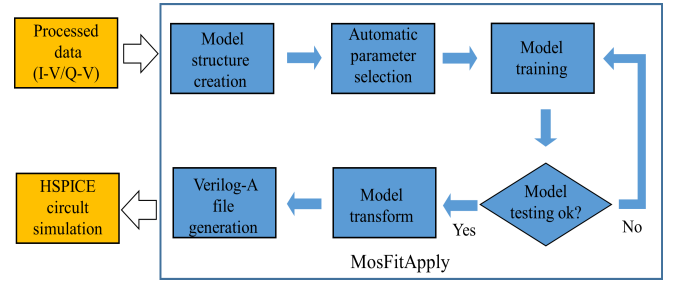 Processed
data
(I-V/Q-V)
Model
structure
creation
Automatic
parameter
selection
Model
training
Model
testing ok?
No
Yes
Model
transform
Verilog-A
file
generation
HSPICE
circult
simulation
MosFitApply